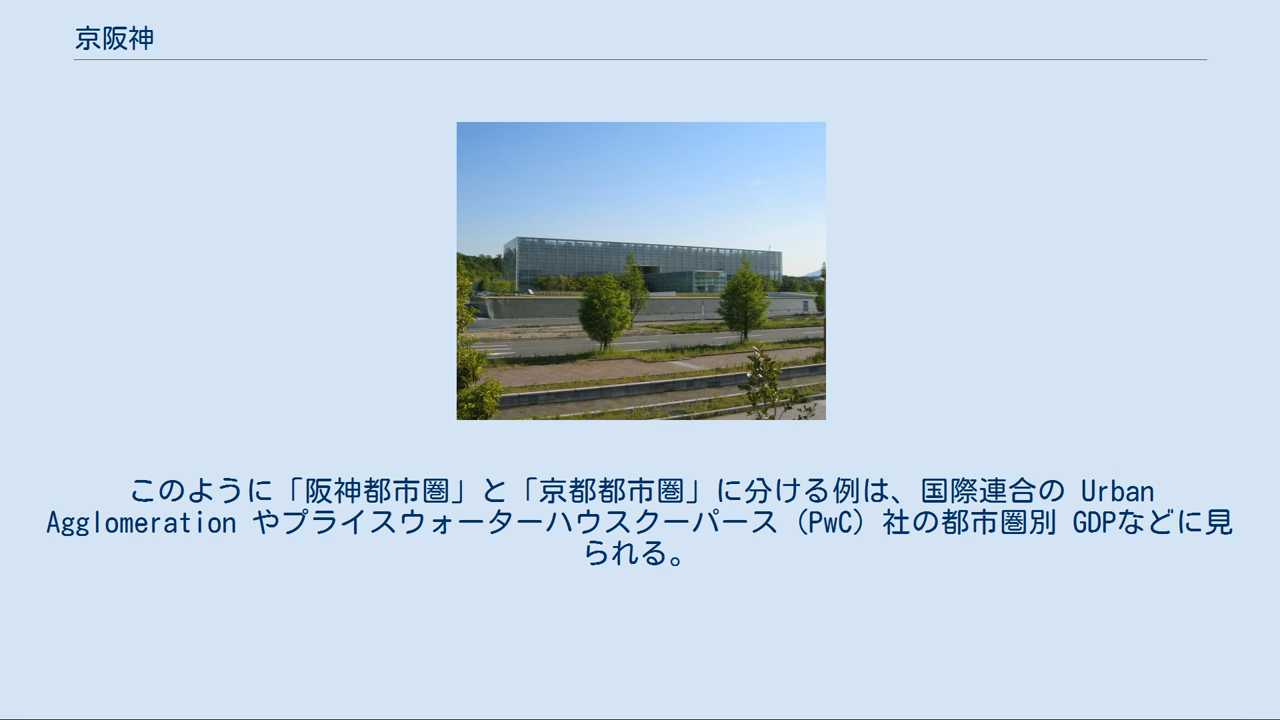 京阪神
このように「阪神都市圏」と「京都都市圏」に分ける例は、国際連合の Urban
Agglomeration やプライスウォーターハウスクーパース（PwC）社の都市圏別 GDPなどに見
られる。